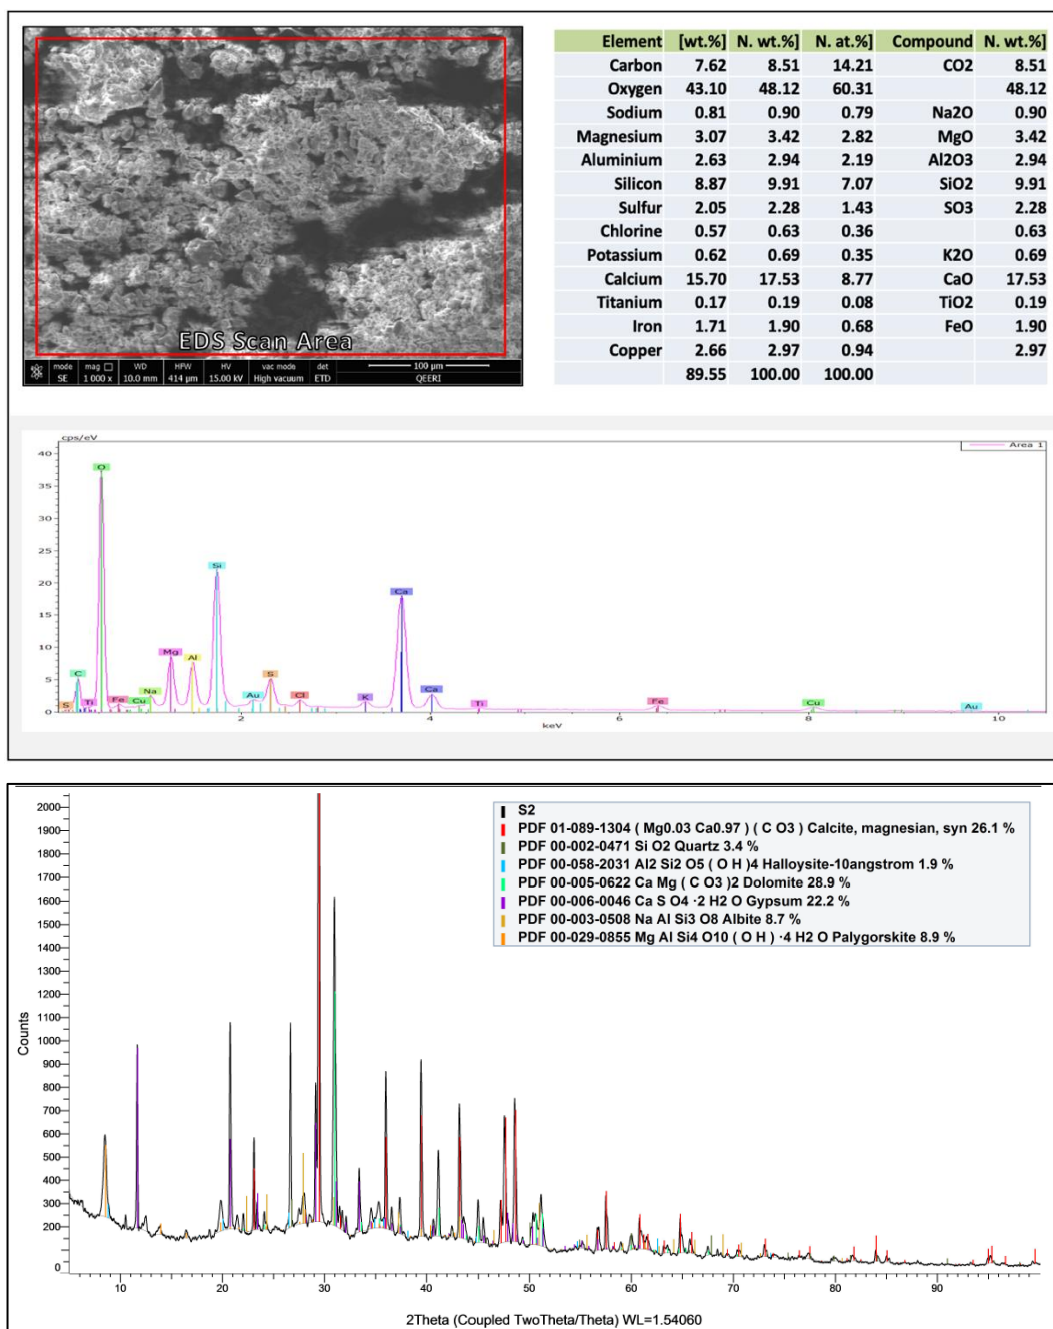 EDS Scan Area
mode mag WD HFW HV vac mode det 100 µm
SE 1 000 x 10.0 mm 414 µm 15.00 kV High vacuum ETD QEERI
Element [wt.%] N. wt.%] N. at.%] Compound N. wt.%]
Carbon 7.62 8.51 14.21 CO2 8.51
Oxygen 43.10 48.12 60.31 48.12
Sodium 0.81 0.90 0.79 Na2O 0.90
Magnesium 3.07 3.42 2.82 MgO 3.42
Aluminium 2.63 2.94 2.19 Al2O3 2.94
Silicon 8.87 9.91 7.07 SiO2 9.91
Sulfur 2.05 2.28 1.43 SO3 2.28
Chlorine 0.57 0.63 0.36 0.63
Potassium 0.62 0.69 0.35 K2O 0.69
Calcium 15.70 17.53 8.77 CaO 17.53
Titanium 0.17 0.19 0.08 TiO2 0.19
Iron 1.71 1.90 0.68 FeO 1.90
Copper 2.66 2.97 0.94 2.97
89.55 100.00 100.00
cps/eV
Area 1
40
35
30
25
20
15
10
5
0
S C Ti O Fe Cu Na Mg Al Si Au S Cl K Ca Ca Ti Fe Cu Au
2 4 6 8 10
keV
S2
PDF 01-089-1304 ( Mg0.03 Ca0.97 ) ( C O3 ) Calcite, magnesian, syn 26.1 %
PDF 00-002-0471 Si O2 Quartz 3.4 %
PDF 00-058-2031 Al2 Si2 O5 ( O H )4 Halloysite-10angstrom 1.9 %
PDF 00-005-0622 Ca Mg ( C O3 )2 Dolomite 28.9 %
PDF 00-006-0046 Ca S O4 ·2 H2 O Gypsum 22.2 %
PDF 00-003-0508 Na Al Si3 O8 Albite 8.7 %
PDF 00-029-0855 Mg Al Si4 O10 ( O H ) ·4 H2 O Palygorskite 8.9 %
Counts
2000
1900
1800
1700
1600
1500
1400
1300
1200
1100
1000
900
800
700
600
500
400
300
200
0
10 20 30 40 50 60 70 80 90
2Theta (Coupled TwoTheta/Theta) WL=1.54060